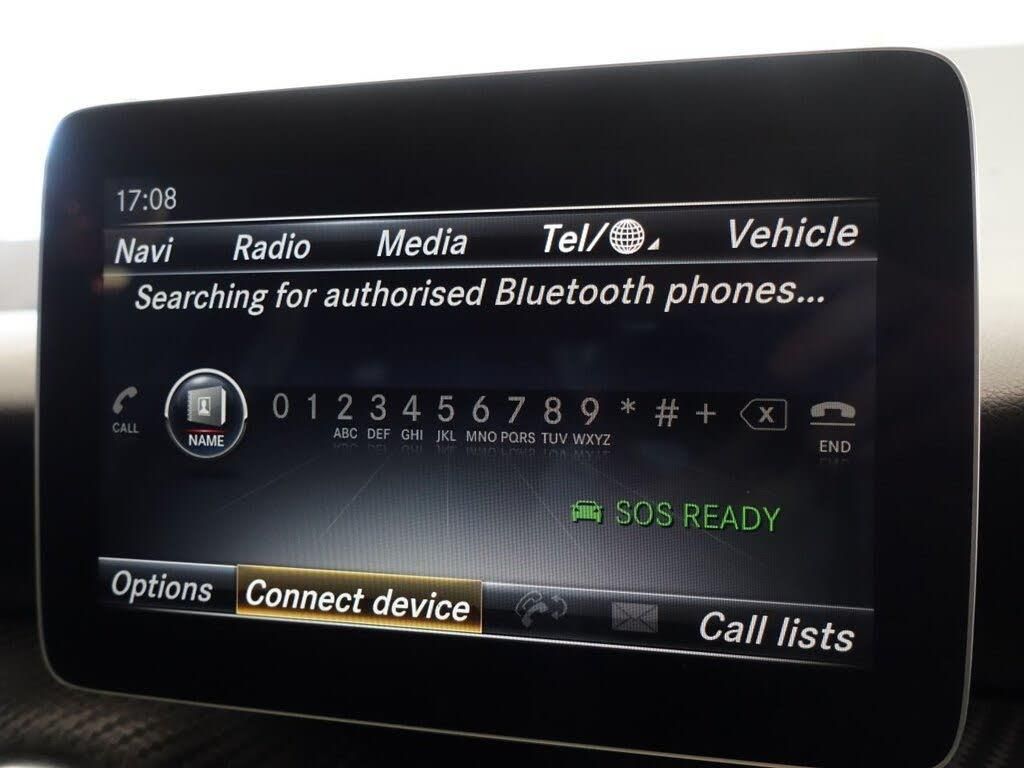 17:08
Navi Radio Media Tel/ Vehicle
Searching for authorised Bluetooth phones...
CALL NAME 0 1 2 3 4 5 6 7 8 9 * # + X END
ABC DEF GHI JKL MNO PQRS TUV WXYZ
SOS READY
Options Connect device Call lists